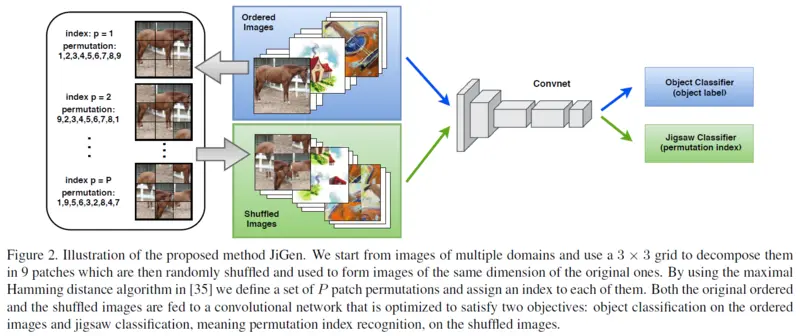 index: p = 1
permutation:
1,2,3,4,5,6,7,8,9
index p = 2
permutation:
9,2,3,4,5,6,7,8,1
index p = P
permutation:
1,9,5,6,3,2,8,4,7
Ordered
Images
Shuffled
Images
Convnet
Object Classifier
(object label)
Jigsaw Classifier
(permutation index)
Figure 2. Illustration of the proposed method JiGen. We start from images of multiple domains and use a 3 × 3 grid to decompose them
in 9 patches which are then randomly shuffled and used to form images of the same dimension of the original ones. By using the maximal
Hamming distance algorithm in [35] we define a set of P patch permutations and assign an index to each of them. Both the original ordered
and the shuffled images are fed to a convolutional network that is optimized to satisfy two objectives: object classification on the ordered
images and jigsaw classification, meaning permutation index recognition, on the shuffled images.